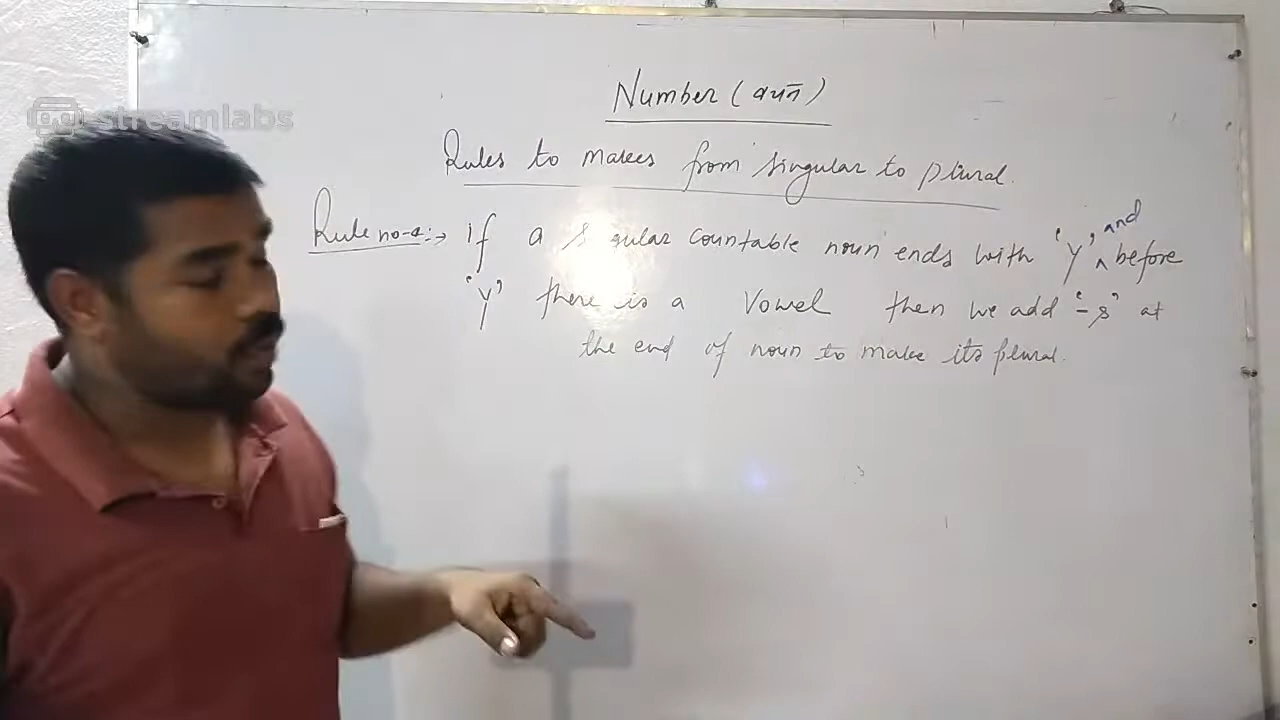 streamlabs
Number (वचन)
Rules to makes from singular to plural.
Rule no-2:→ If a singular countable noun ends with 'y' ^ and before
'y' there is a vowel then we add '-s' at
the end of noun to make its plural.